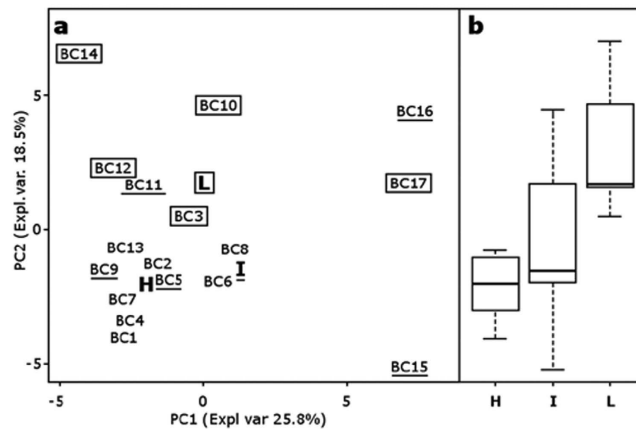 a
b
BC14
BC10
BC16
5
BC12
BC11
L
BC17
BC3
0
BC13
BC8
BC9
BC2
I
H
BC5
BC6
BC7
BC4
BC1
-5
BC15
PC2 (Expl.var. 18.5%)
-5
0
5
H
I
L
PC1 (Expl var 25.8%)